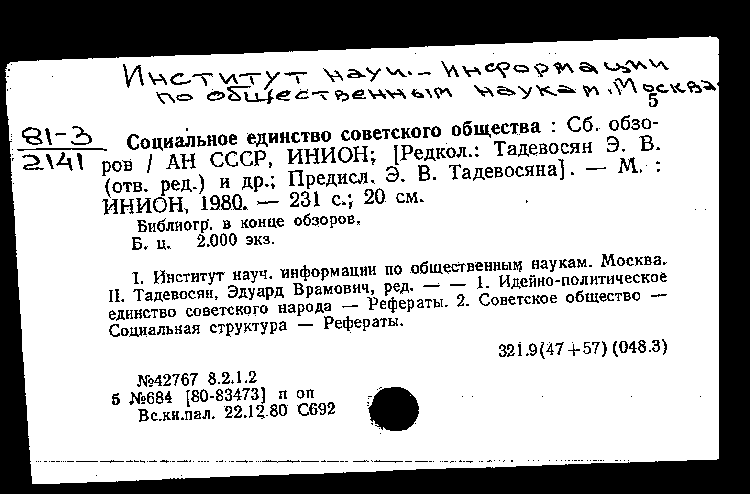 Институт науч.- информации
по общественным наукам. Москва
5
81-3
2141
Социальное единство советского общества : Сб. обзо-
ров / АН СССР, ИНИОН; [Редкол.: Тадевосян Э. В.
(отв. ред.) и др.; Предисл. Э. В. Тадевосяна]. — М. :
ИНИОН, 1980. — 231 с.; 20 см.
Библиогр. в конце обзоров.
Б. ц. 2.000 экз.
I. Институт науч. информации по общественным наукам. Москва.
II. Тадевосян, Эдуард Врамович, ред. — — 1. Идейно-политическое
единство советского народа — Рефераты. 2. Советское общество —
Социальная структура — Рефераты.
321.9(47+57)(048.3)
№42767 8.2.1.2
б №684 [80-83473] п оп
Вс.кн.пал. 22.12.80 С692